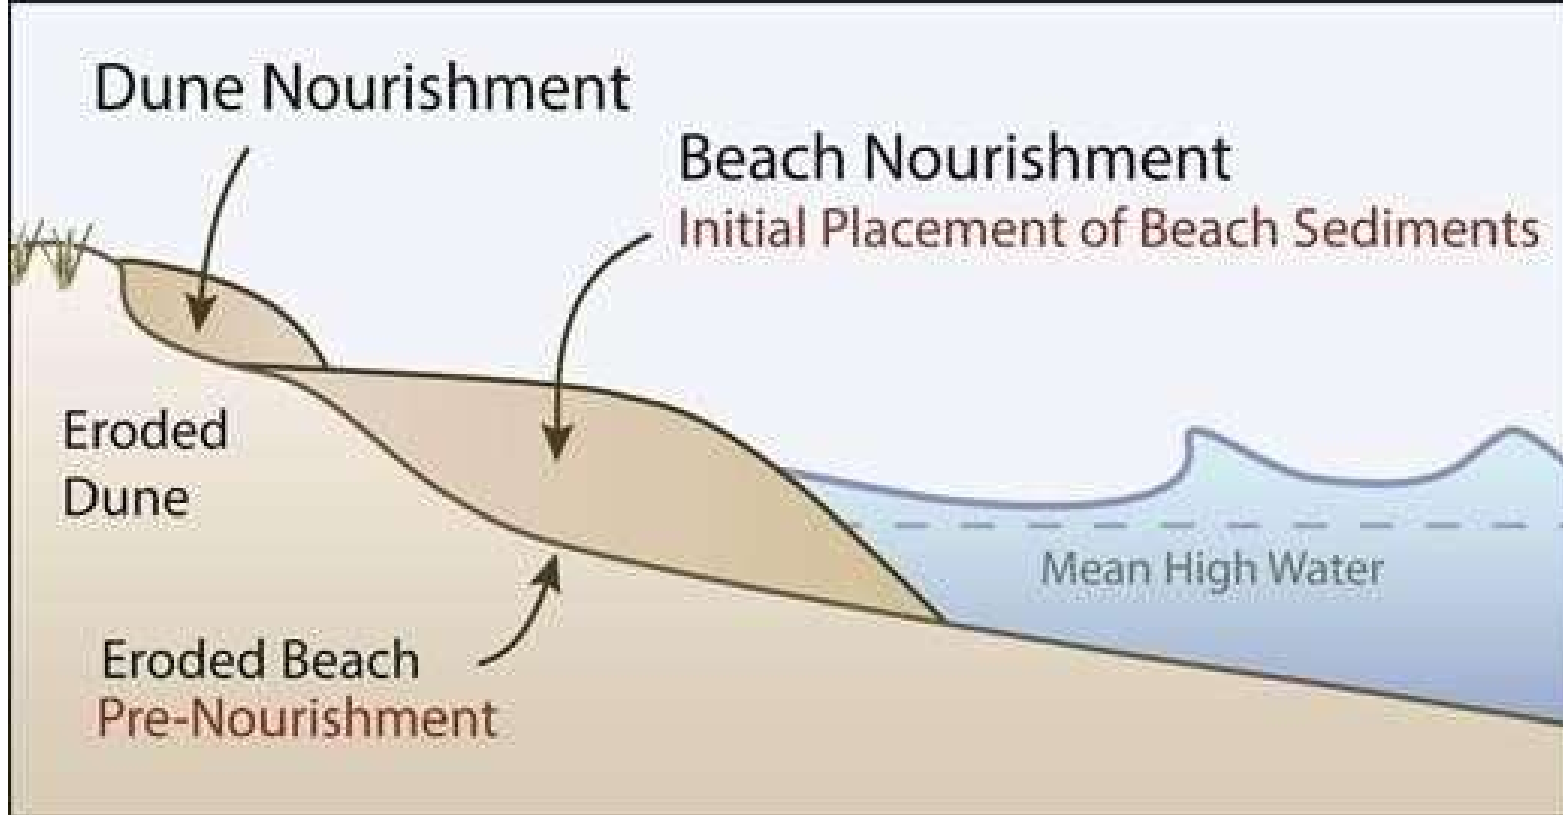 Dune Nourishment
Beach Nourishment
Initial Placement of Beach Sediments
Eroded
Dune
Mean High Water
Eroded Beach
Pre-Nourishment